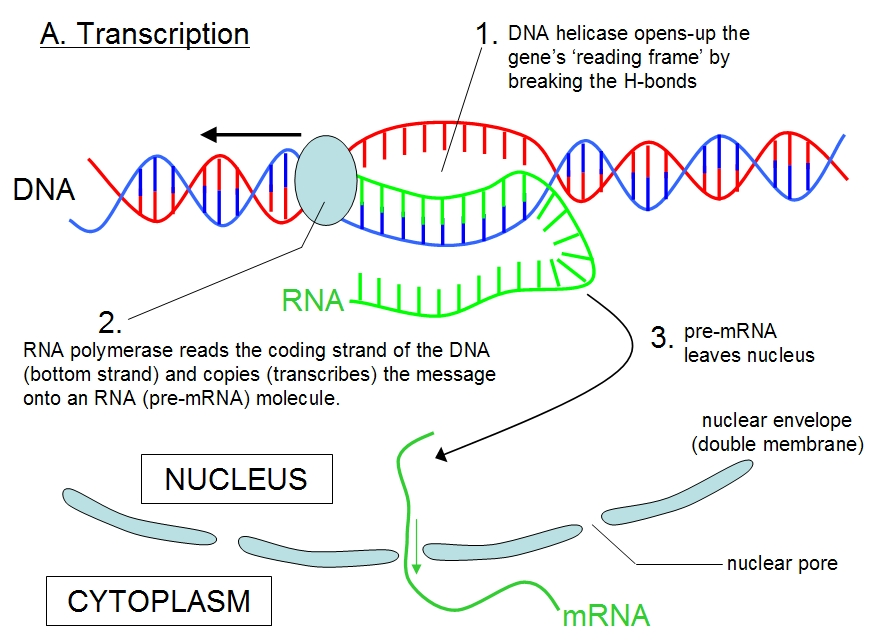 A. Transcription
1. DNA helicase opens-up the
gene's 'reading frame' by
breaking the H-bonds
DNA
RNA
2.
RNA polymerase reads the coding strand of the DNA
(bottom strand) and copies (transcribes) the message
onto an RNA (pre-mRNA) molecule.
3. pre-mRNA
leaves nucleus
nuclear envelope
(double membrane)
NUCLEUS
nuclear pore
CYTOPLASM
mRNA